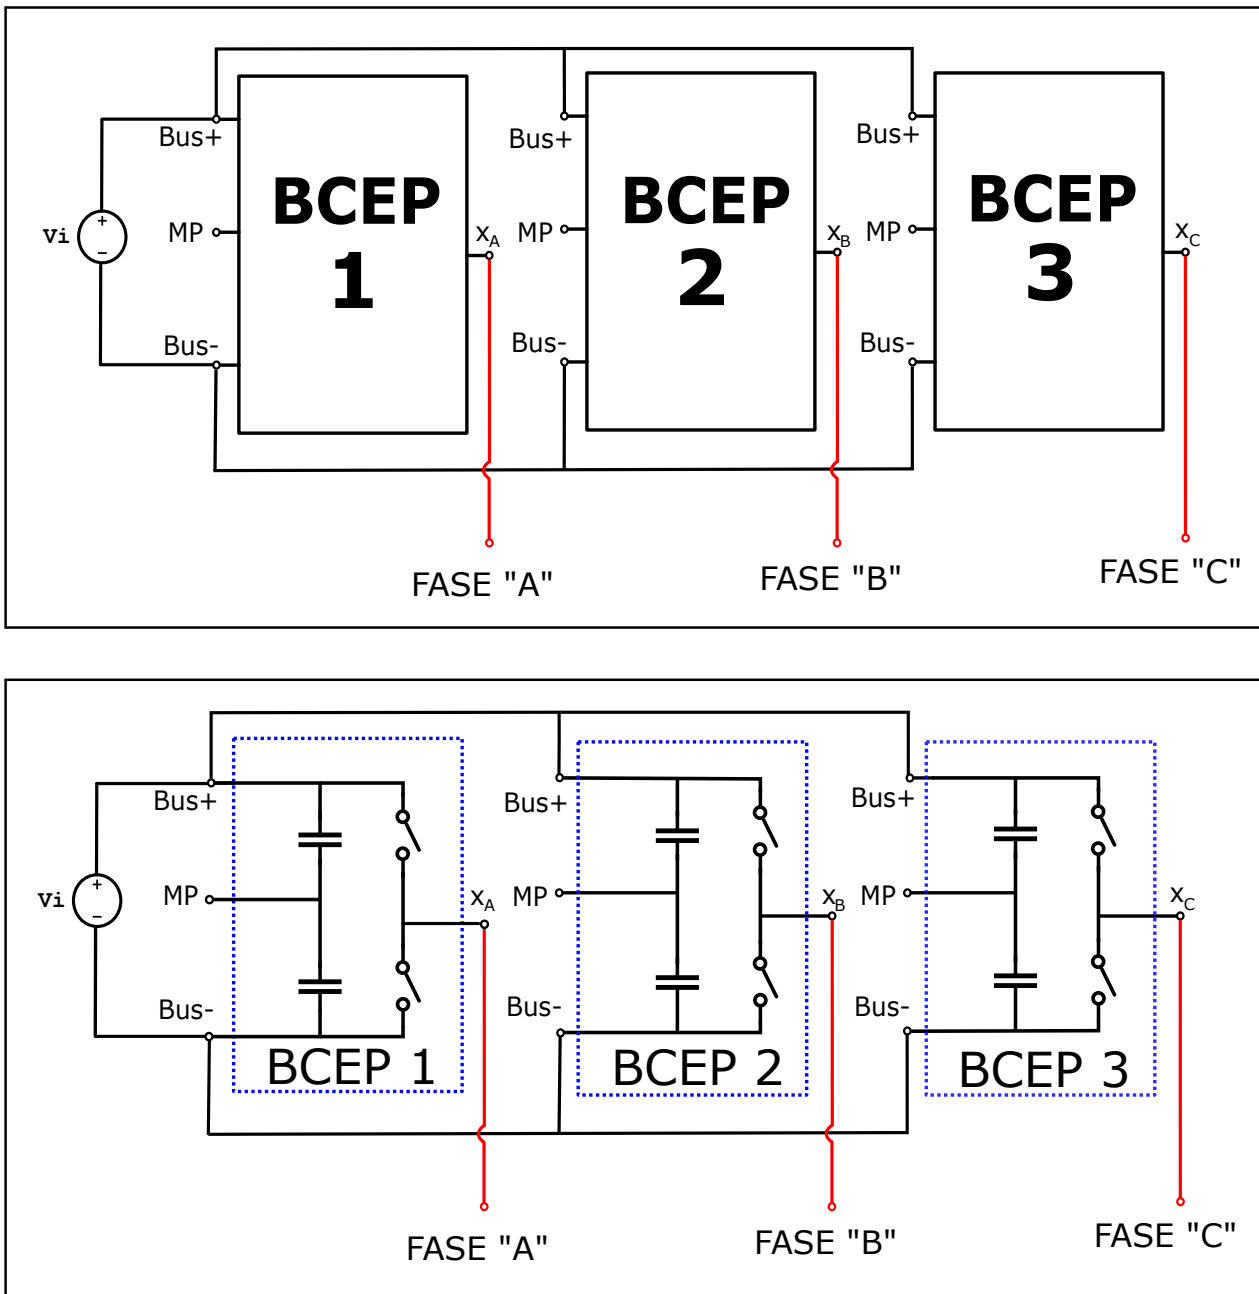 Bus+
BCEP
1
MP
Vi
+
−
Bus-
xA
FASE "A"
Bus+
BCEP
2
MP
Bus-
xB
FASE "B"
Bus+
BCEP
3
MP
Bus-
xC
FASE "C"
Bus+
MP
Vi
+
−
Bus-
xA
BCEP 1
FASE "A"
Bus+
MP
Bus-
xB
BCEP 2
FASE "B"
Bus+
MP
Bus-
xC
BCEP 3
FASE "C"